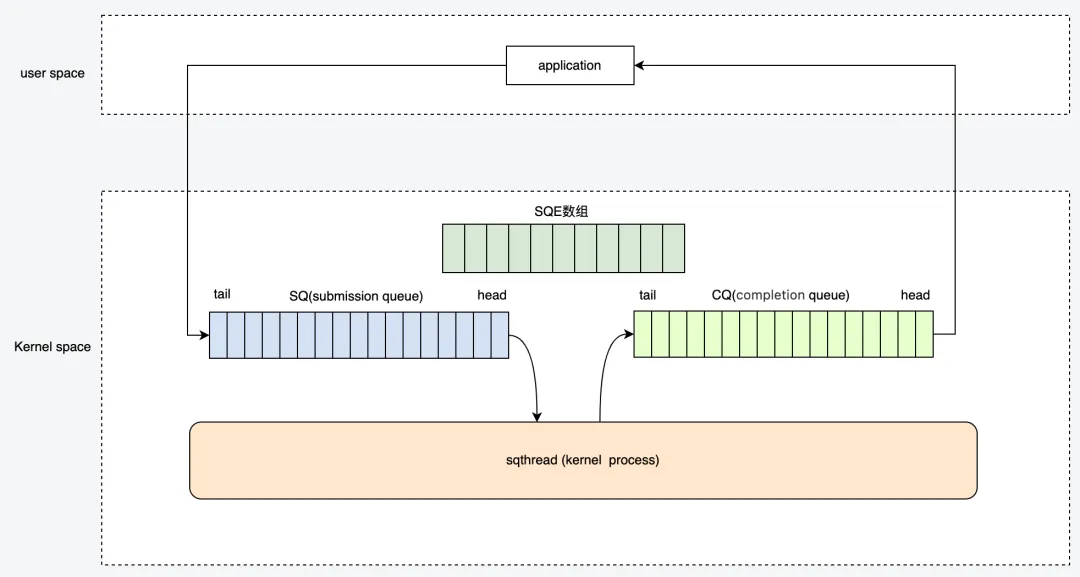 application
user space
SQE数组
tail
SQ(submission queue)
head
tail
CQ(completion queue)
head
Kernel space
sqthread (kernel process)